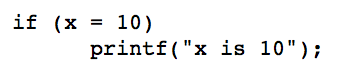 if (x = 10)
printf("x is 10");